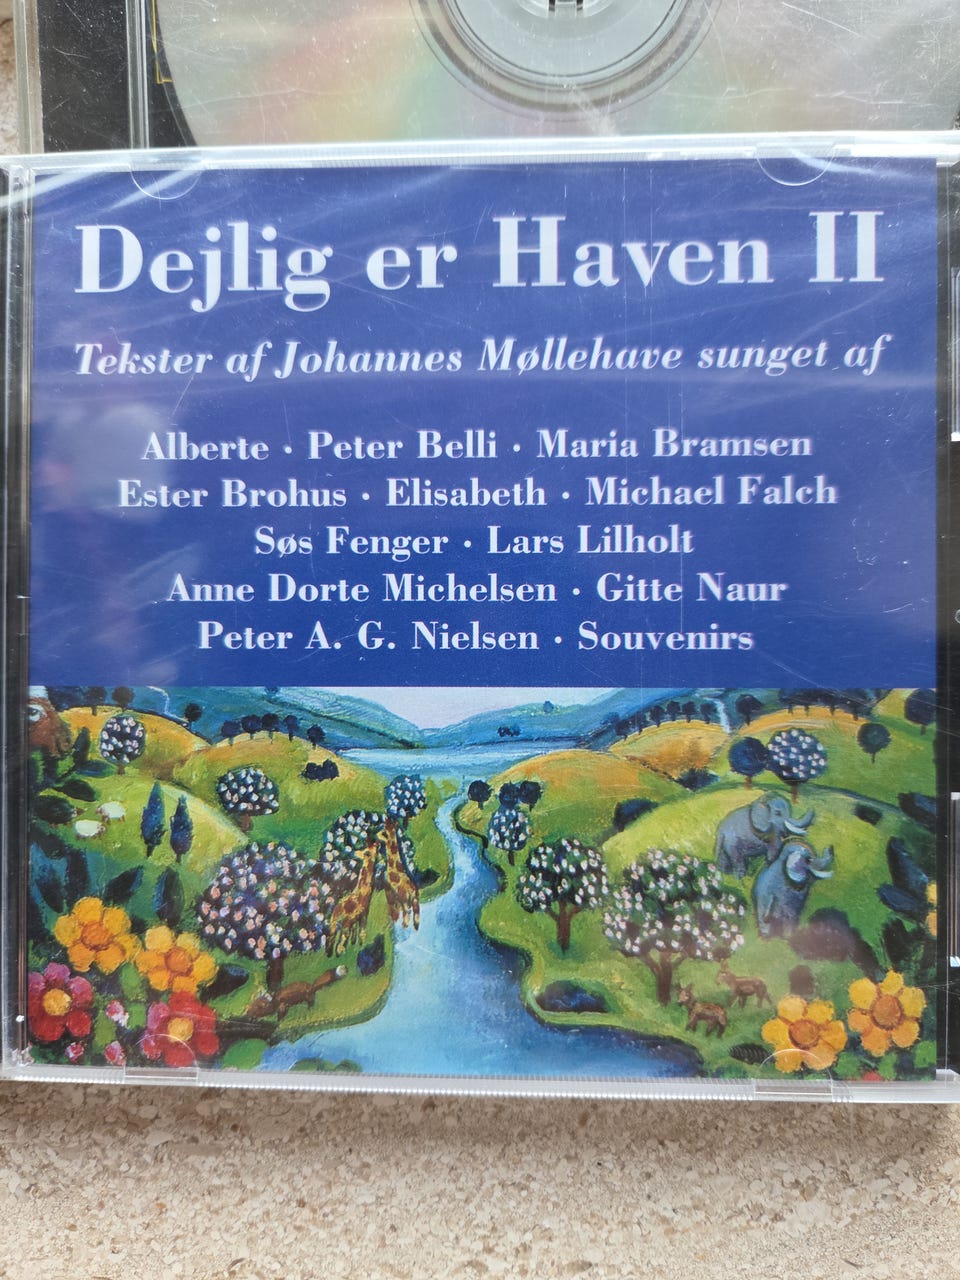 Dejlig er Haven II
Tekster af Johannes Møllehave sunget af
Alberte · Peter Belli · Maria Bramsen
Ester Brohus · Elisabeth · Michael Falch
Søs Fenger · Lars Lilholt
Anne Dorte Michelsen · Gitte Naur
Peter A. G. Nielsen · Souvenirs